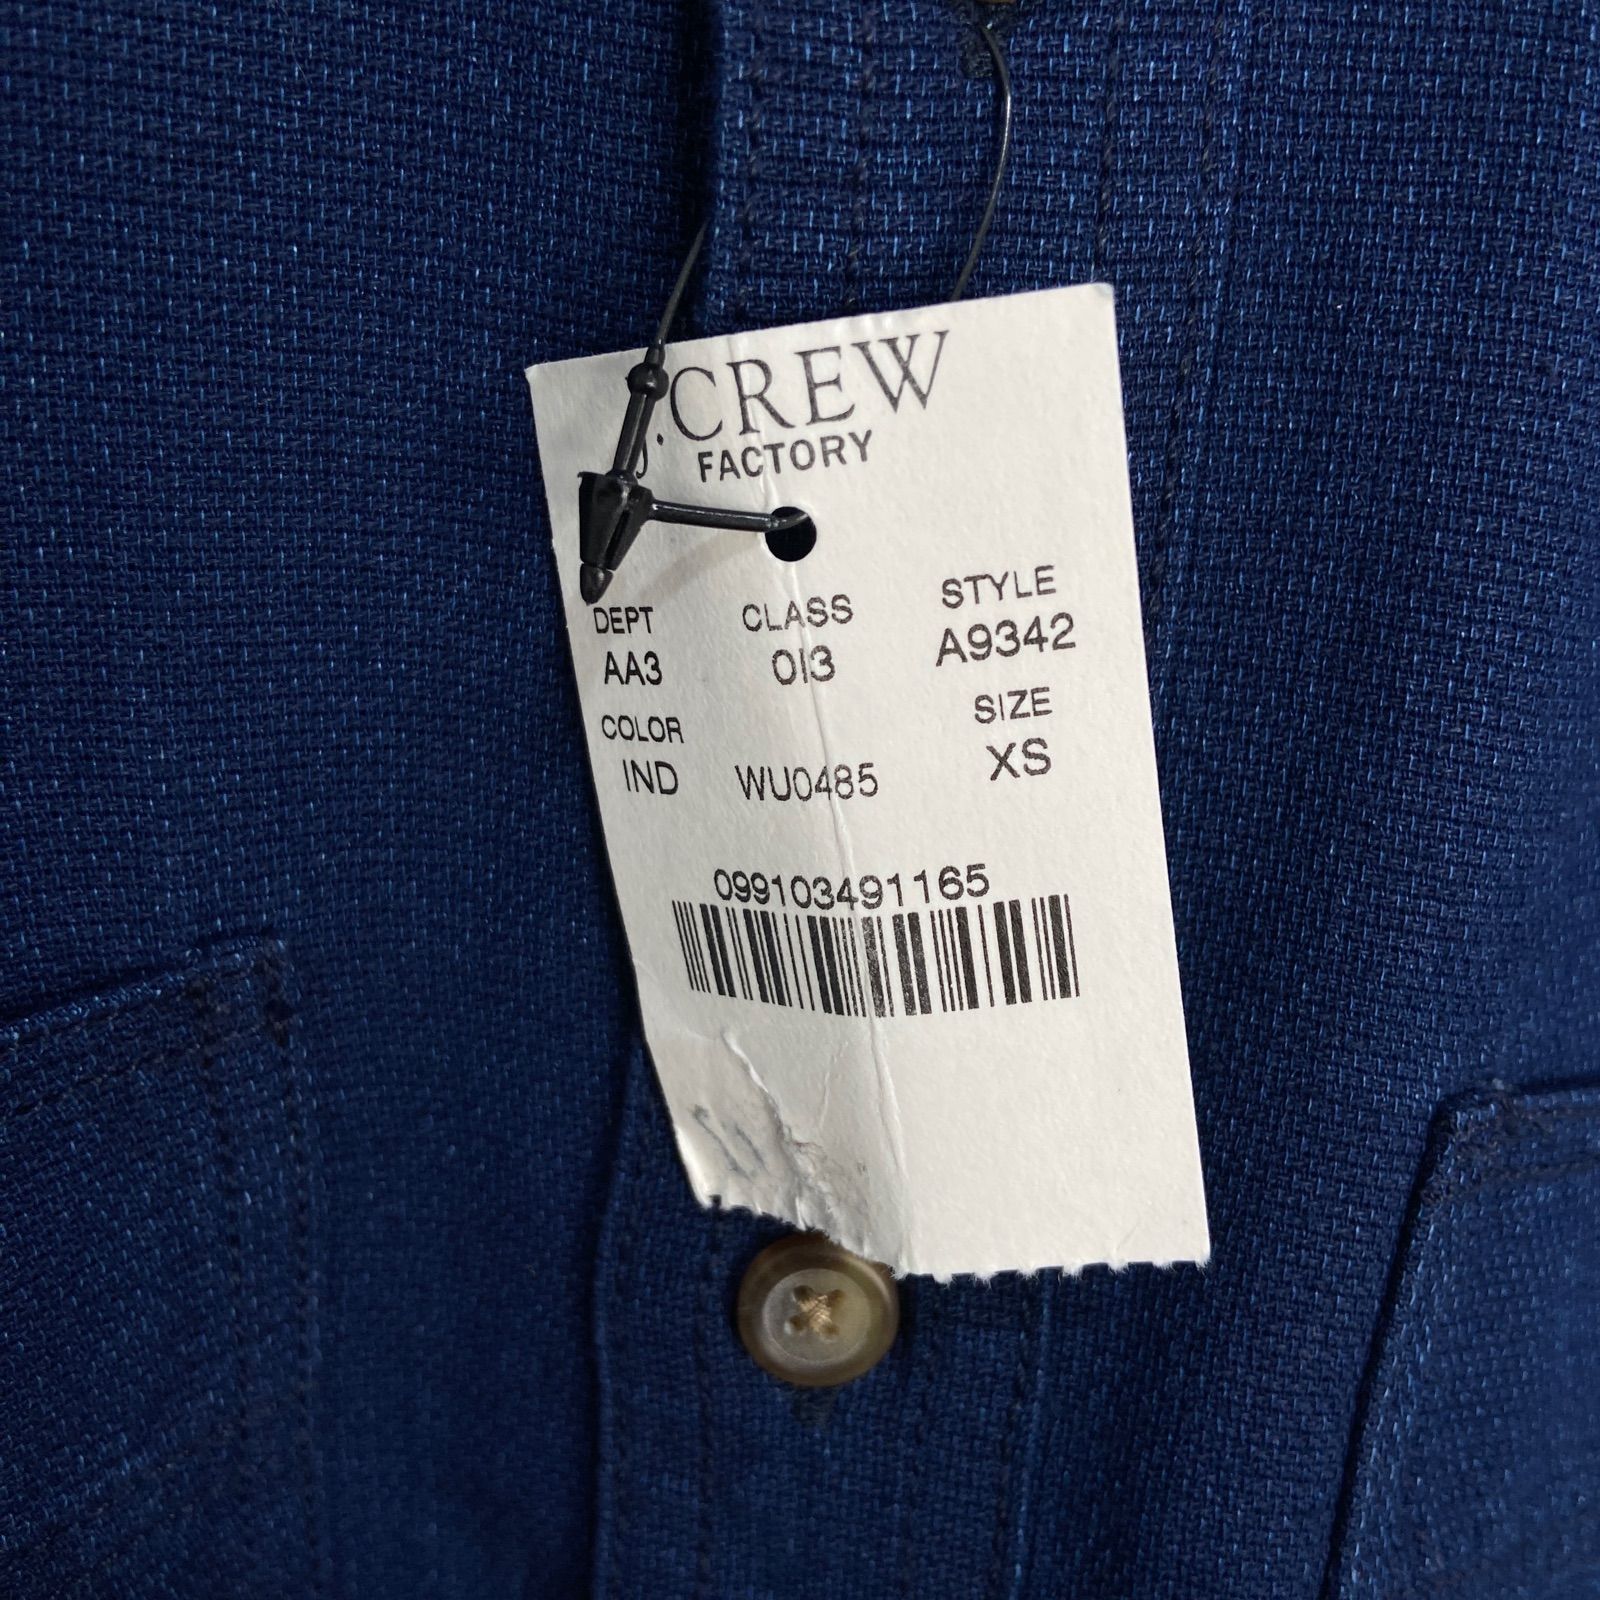 J.CREW
FACTORY
DEPT CLASS STYLE
AA3 013 A9342
COLOR SIZE
IND WU0485 XS
099103491165